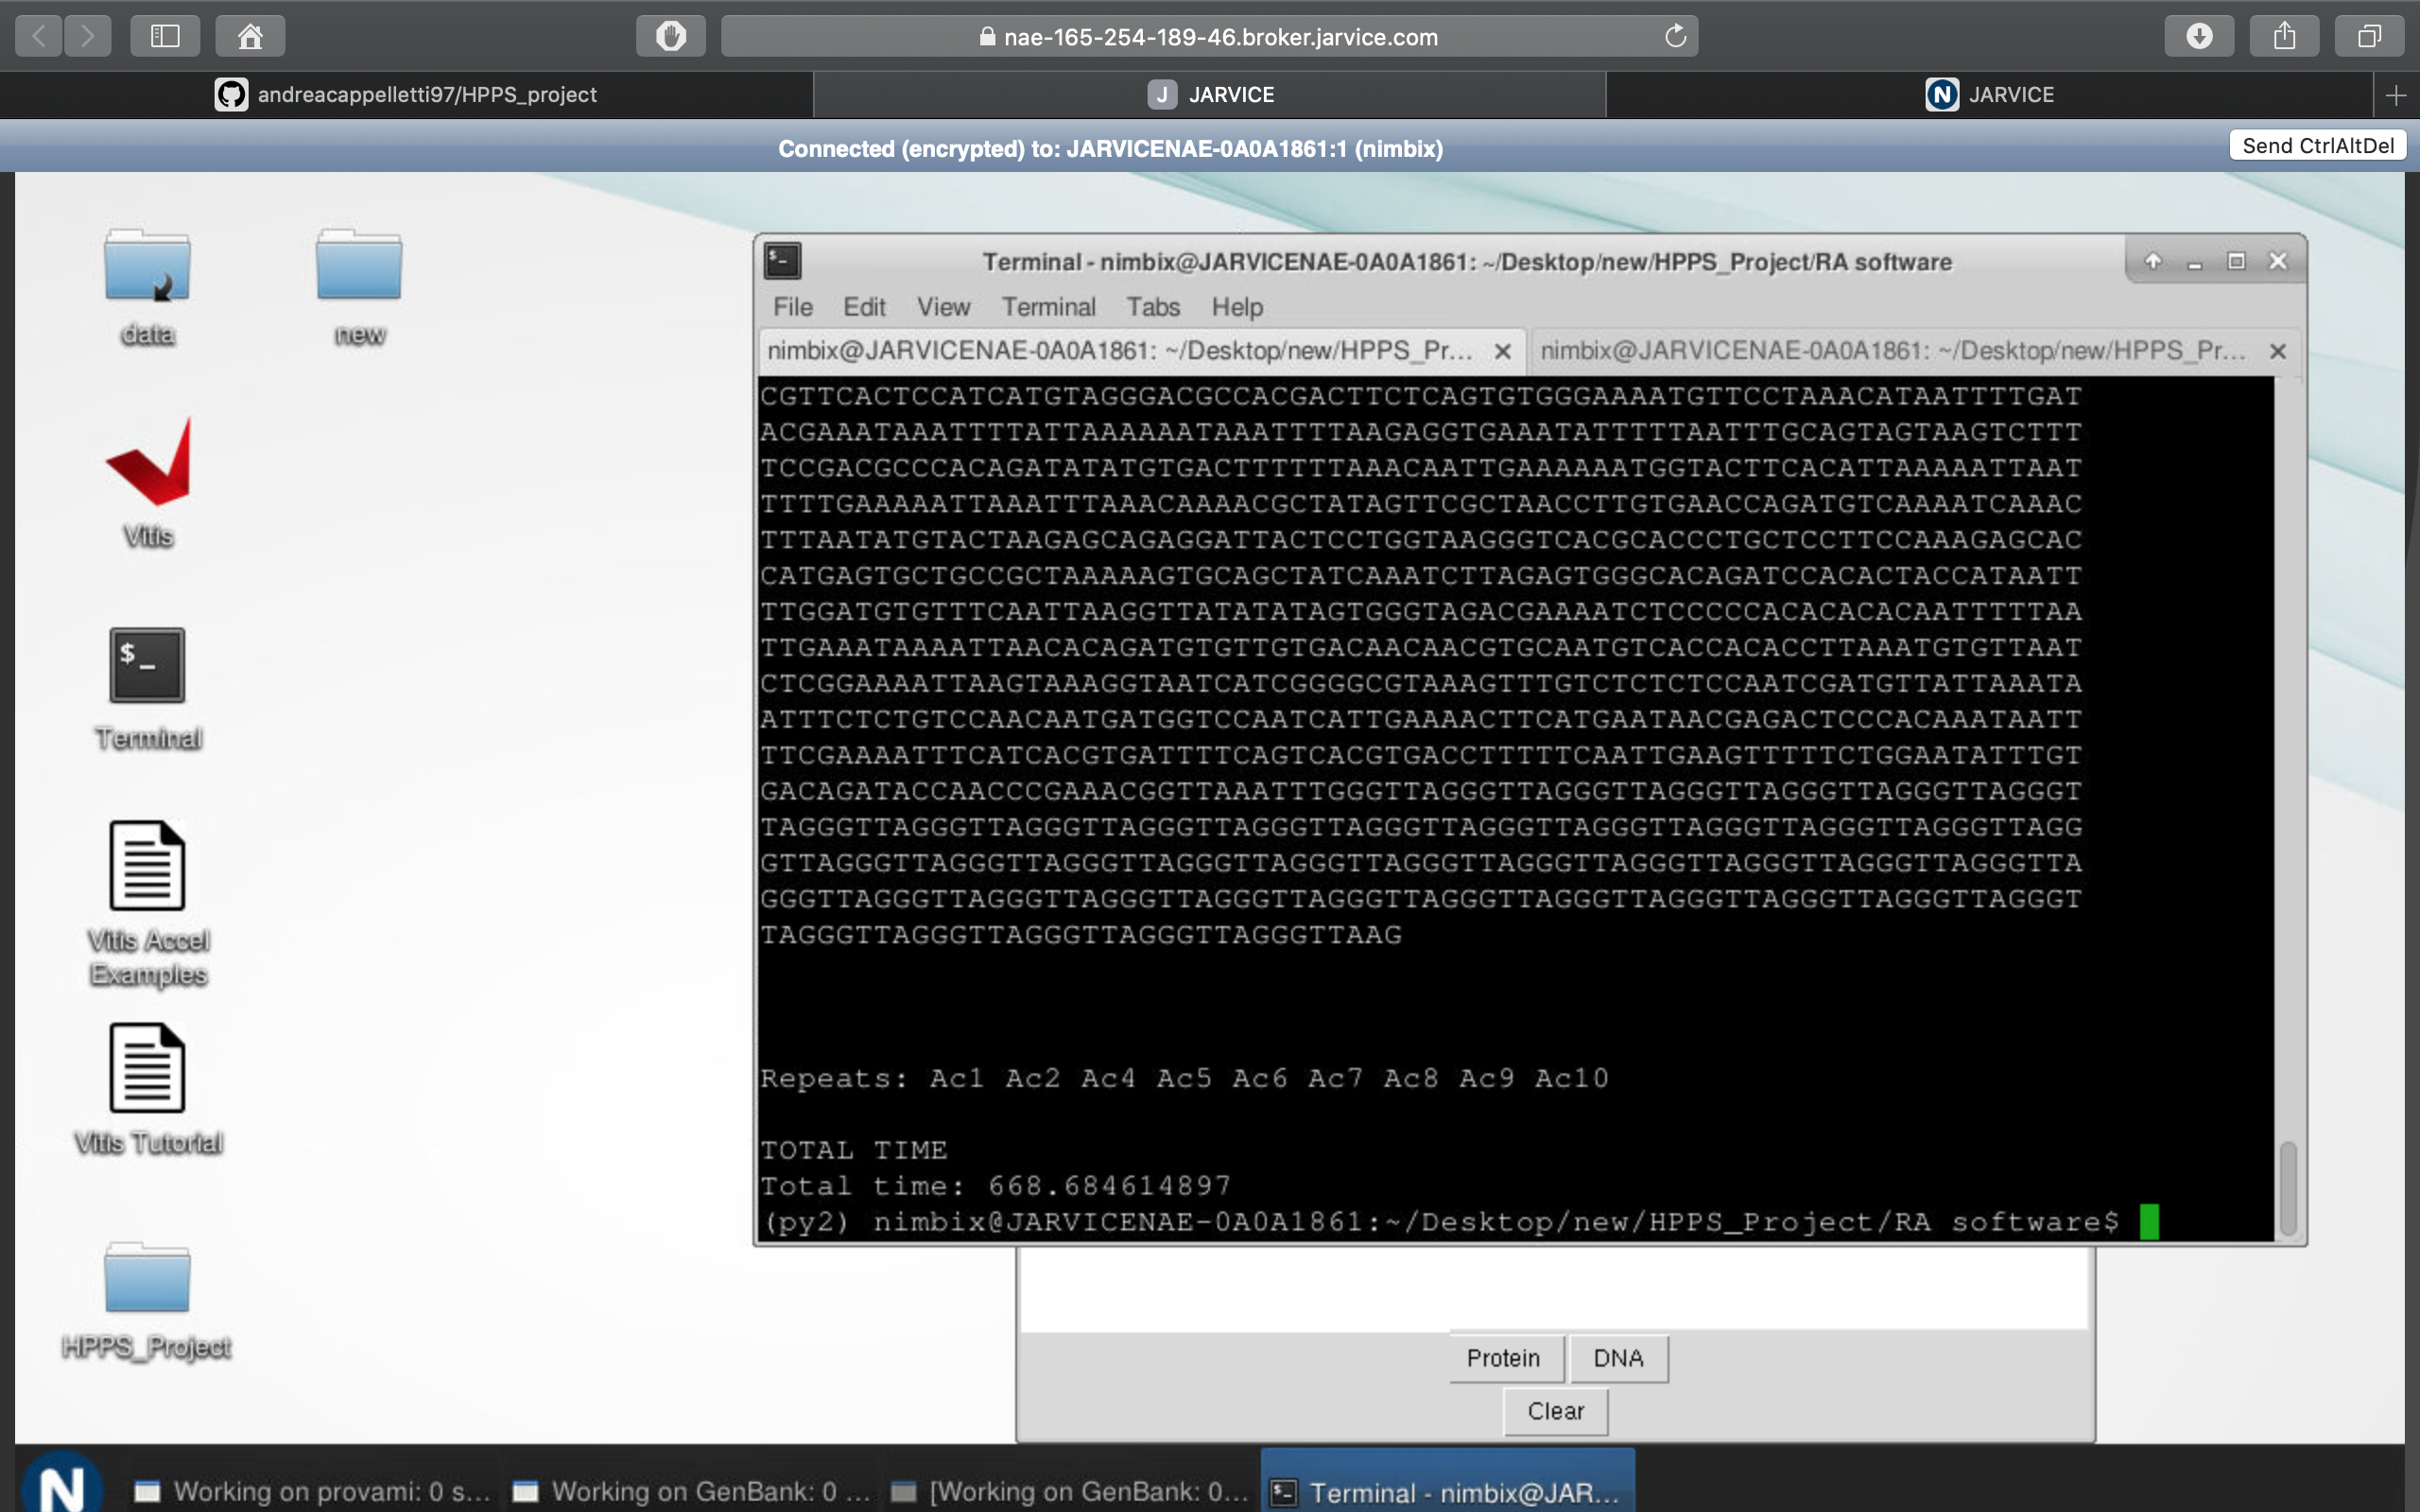 nae-165-254-189-46.broker.jarvice.com
andreacappelletti97/HPPS_project
J JARVICE
N JARVICE
Connected (encrypted) to: JARVICENAE-0A0A1861:1 (nimbix)
Send CtrlAltDel
data
new
Vitis
Terminal
Vitis Accel
Examples
Vitis Tutorial
HPPS_Project
Terminal - nimbix@JARVICENAE-0A0A1861: ~/Desktop/new/HPPS_Project/RA software
File Edit View Terminal Tabs Help
nimbix@JARVICENAE-0A0A1861: ~/Desktop/new/HPPS_Pr...
nimbix@JARVICENAE-0A0A1861: ~/Desktop/new/HPPS_Pr...
CGTTCACTCCATCATGTAGGGACGCCACGACTTCTCAGTGTGGGAAAATGTTCCTAAACATAATTTTGAT
ACGAAATAAATTTTATTAAAAAATAAATTTTAAGAGGTGAAATATTTTTAATTTGCAGTAGTAAGTCTTT
TCCGACGCCCACAGATATATGTGACTTTTTTAAACAATTGAAAAAATGGTACTTCACATTAAAAATTAAT
TTTTGAAAAATTAAATTTAAACAAAACGCTATAGTTCGCTAACCTTGTGAACCAGATGTCAAAATCAAAC
TTTAATATGTACTAAGAGCAGAGGATTACTCCTGGTAAGGGTCACGCACCCTGCTCCTTCCAAAGAGCAC
CATGAGTGCTGCCGCTAAAAAGTGCAGCTATCAAATCTTAGAGTGGGCACAGATCCACACTACCATAATT
TTGGATGTGTTTCAATTAAGGTTATATATAGTGGGTAGACGAAAATCTCCCCCACACACACAATTTTTAA
TTGAAATAAAATTAACACAGATGTGTTGTGACAACAACGTGCAATGTCACCACACCTTAAATGTGTTAAT
CTCGGAAAATTAAGTAAAGGTAATCATCGGGGCGTAAAGTTTGTCTCTCTCCAATCGATGTTATTAAATA
ATTTCTCTGTCCAACAATGATGGTCCAATCATTGAAAACTTCATGAATAACGAGACTCCCACAAATAATT
TTCGAAAATTTCATCACGTGATTTTCAGTCACGTGACCTTTTTCAATTGAAGTTTTTCTGGAATATTTGT
GACAGATACCAACCCGAAACGGTTAAATTTGGGTTAGGGTTAGGGTTAGGGTTAGGGTTAGGGTTAGGGT
TAGGGTTAGGGTTAGGGTTAGGGTTAGGGTTAGGGTTAGGGTTAGGGTTAGGGTTAGGGTTAGGGTTAGG
GTTAGGGTTAGGGTTAGGGTTAGGGTTAGGGTTAGGGTTAGGGTTAGGGTTAGGGTTAGGGTTAGGGTTA
GGGTTAGGGTTAGGGTTAGGGTTAGGGTTAGGGTTAGGGTTAGGGTTAGGGTTAGGGTTAGGGTTAGGGT
TAGGGTTAGGGTTAGGGTTAGGGTTAGGGTTAAG
Repeats: Ac1 Ac2 Ac4 Ac5 Ac6 Ac7 Ac8 Ac9 Ac10
TOTAL TIME
Total time: 668.684614897
(py2) nimbix@JARVICENAE-0A0A1861:~/Desktop/new/HPPS_Project/RA software$
Protein DNA
Clear
N
Working on provami: 0 s...
Working on GenBank: 0 ...
[Working on GenBank: 0...
Terminal - nimbix@JAR...